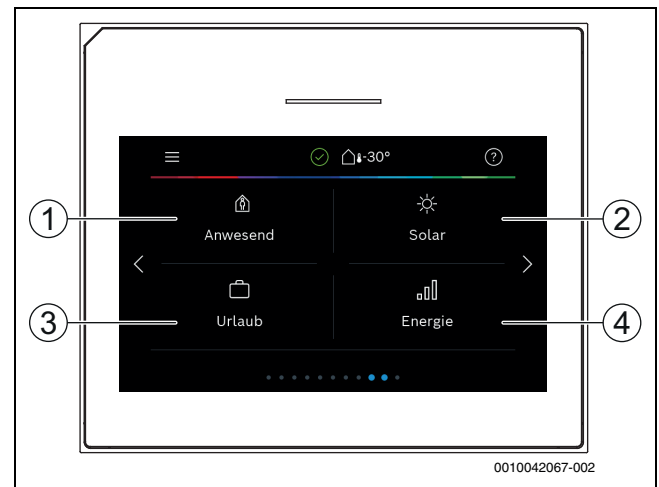 -30°
?
1
Anwesend
Solar
2
3
Urlaub
Energie
4
0010042067-002